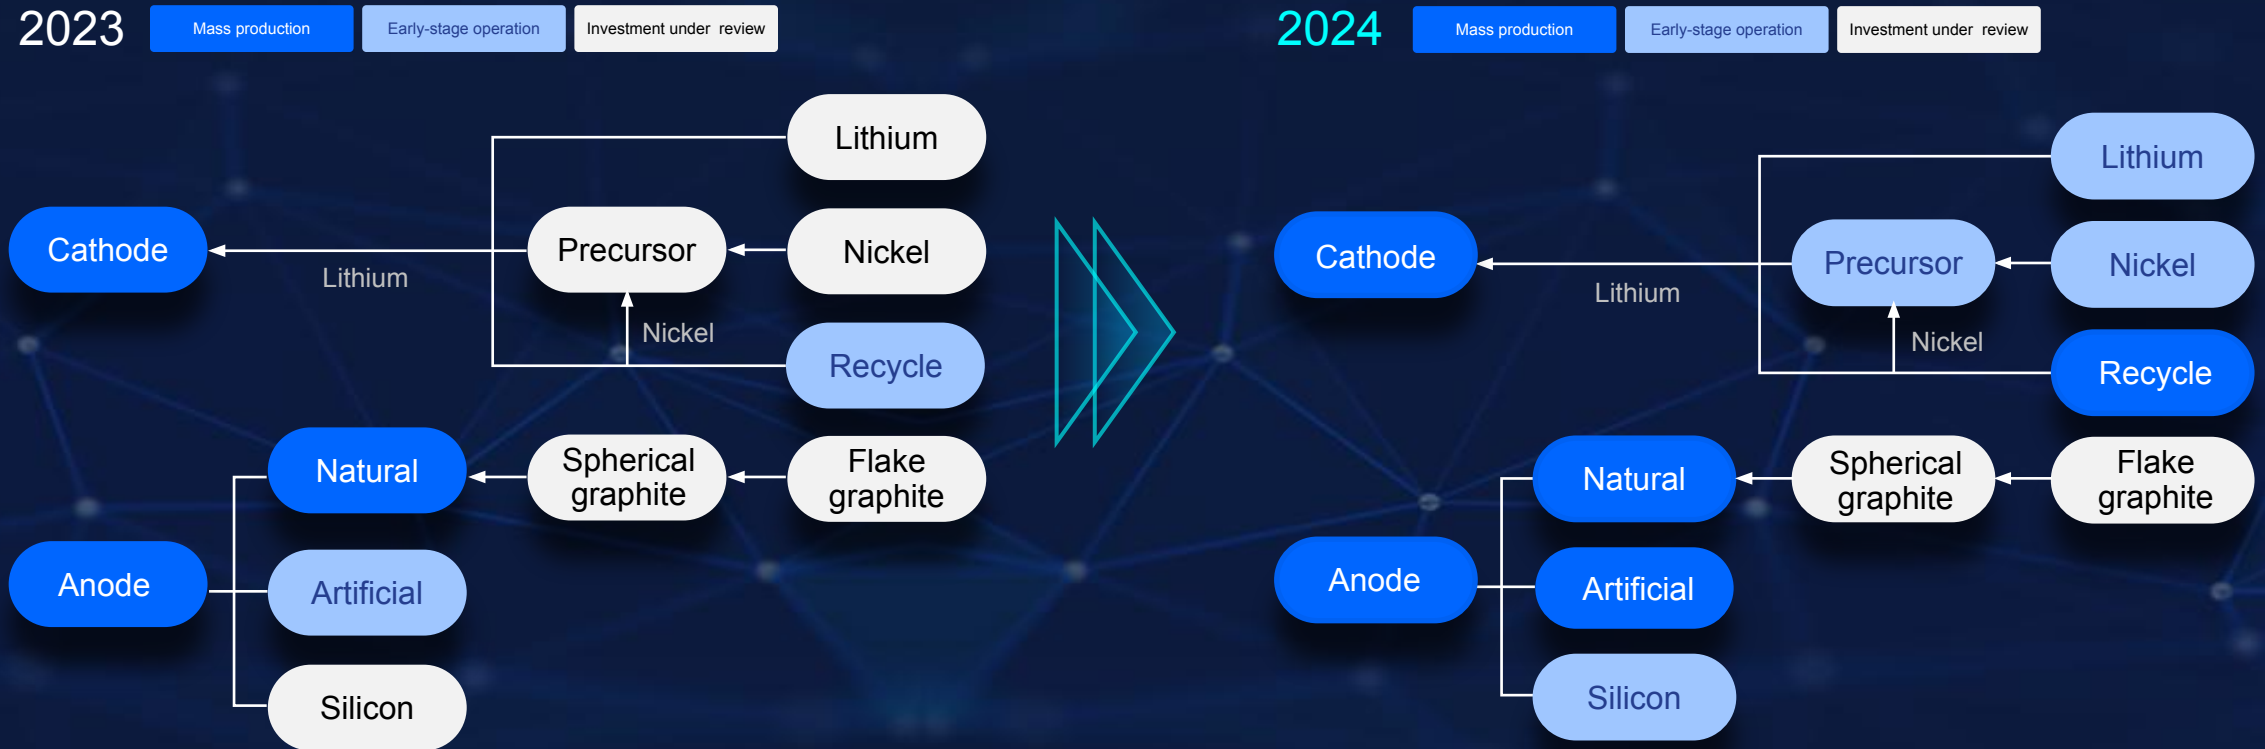 2023
Mass production
Early-stage operation
Investment under review
Lithium
Cathode
Precursor
Nickel
Lithium
Nickel
Recycle
Natural
Spherical
graphite
Flake
graphite
Anode
Artificial
Silicon
2024
Mass production
Early-stage operation
Investment under review
Lithium
Cathode
Precursor
Nickel
Lithium
Nickel
Recycle
Natural
Spherical
graphite
Flake
graphite
Anode
Artificial
Silicon